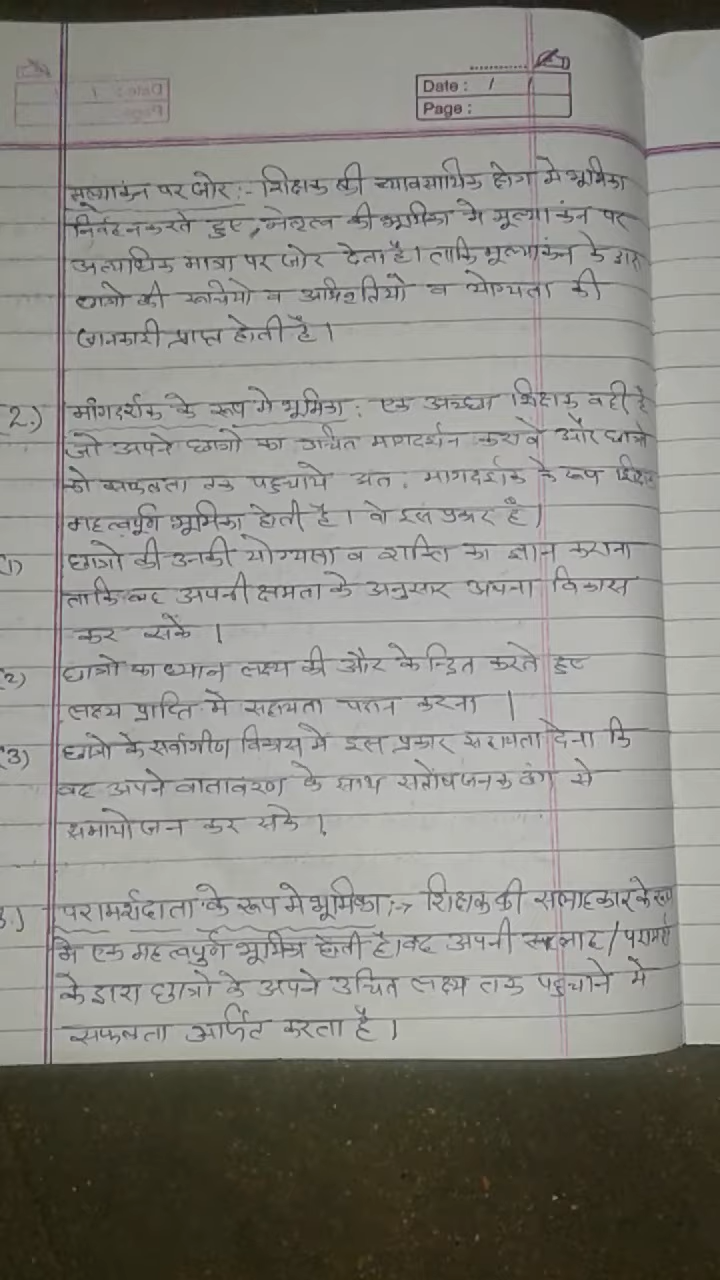 Date : / /
Page :
मूल्यांकन पर जोर :- शिक्षक की व्यावसायिक होने मे भूमिका
निर्वहन करते हुए, नेतृत्व की भूमिका मे मूल्यांकन पर
अत्याधिक मात्रा पर जोर देता है। ताकि मूल्यांकन के द्वारा
छात्रो की रूचियो व अभिवृतियो व योग्यता की
जानकारी प्राप्त होती है।
(2.) मार्गदर्शक के रूप मे भूमिका : एक अच्छा शिक्षक वही है
जो अपने छात्रो का उचित मागदर्शन करावे और छात्रो
को सफलता तक पहुचाये अत. मागदर्शक के रूप शिक्षक
महत्वपूर्ण भूमिका होती है। वो इस प्रकार है।
(1) छात्रो की उनकी योग्यता व शक्ति का ज्ञान कराना
ताकि वह अपनी क्षमता के अनुसार अपना विकास
कर सके।
(2) छात्रो का ध्यान लक्ष्य की और केन्द्रित करते हुए
लक्ष्य प्राप्ति मे सहायता प्रदान करना।
(3) छात्रो के सर्वागीण विकास मे इस प्रकार सहायता देना कि
वह अपने वातावरण के साथ सतोषजनक ढंग से
समायोजन कर सके।
3.) परामर्शदाता के रूप मे भूमिका :→ शिक्षक की सलाहकार के रूप
मे एक महत्वपुर्ण भूमिका होती है। वह अपनी सलाह / परामर्श
के द्वारा छात्रो के अपने उचित लक्ष्य तक पहुचाने मे
सफलता अर्जित करता है।